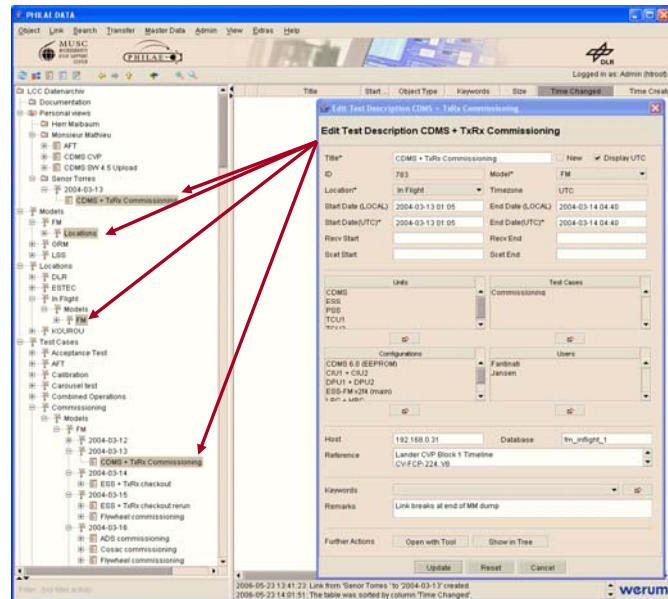 PHILAE.DATA
Object Link Search Transfer Master Data Admin View Extras Help
MUSC
PHILAE
DLR
Logged in as: Admin (htrost)
LCC Datenarchiv
Documentation
Personal views
Herr Maibaum
Monsieur Mathieu
AFT
CDMS CVP
CDMS SW 4.5 Upload
Senor Torres
2004-03-13
CDMS + TxRx Commissioning
Models
FM
Locations
ORM
LSS
Locations
DLR
ESTEC
In Flight
Models
FM
KOUROU
Test Cases
Acceptance Test
AFT
Calibration
Carousel test
Combined Operations
Commissioning
Models
FM
2004-03-12
2004-03-13
CDMS + TxRx Commissioning
2004-03-14
ESS + TxRx checkout
2004-03-15
ESS + TxRx checkout rerun
Flywheel commissioning
2004-03-16
ADS commissioning
Cosac commissioning
Flywheel commissioning
Title Start... Object Type Keywords Size Time Changed Time Creat
Edit Test Description CDMS + TxRx Commissioning
Edit Test Description CDMS + TxRx Commissioning
Title* CDMS + TxRx Commissioning New Display UTC
ID 783 Model* FM
Location* In Flight Timezone UTC
Start Date (LOCAL) 2004-03-13 01:05 End Date (LOCAL) 2004-03-14 04:40
Start Date(UTC)* 2004-03-13 01:05 End Date(UTC)* 2004-03-14 04:40
Recv Start Recv End
Scet Start Scet End
Units Test Cases
CDMS Commissioning
ESS
PSS
TCU1
TCU2
Configurations Users
CDMS 6.0 (EEPROM) Fantinati
CIU1 + CIU2 Jansen
DPU1 + DPU2
ESS-FM v2f4 (main)
LBC + HBC
Host 192.168.0.31 Database fm_inflight_1
Reference Lander CVP Block 1 Timeline
CV-FCP-224, V8
Keywords
Remarks Link breaks at end of MM dump
Further Actions Open with Tool Show in Tree
Update Reset Cancel
2006-05-23 13:41:23: Link from 'Senor Torres' to '2004-03-13' created.
2006-05-23 14:01:51: The table was sorted by column 'Time Changed'.
werum